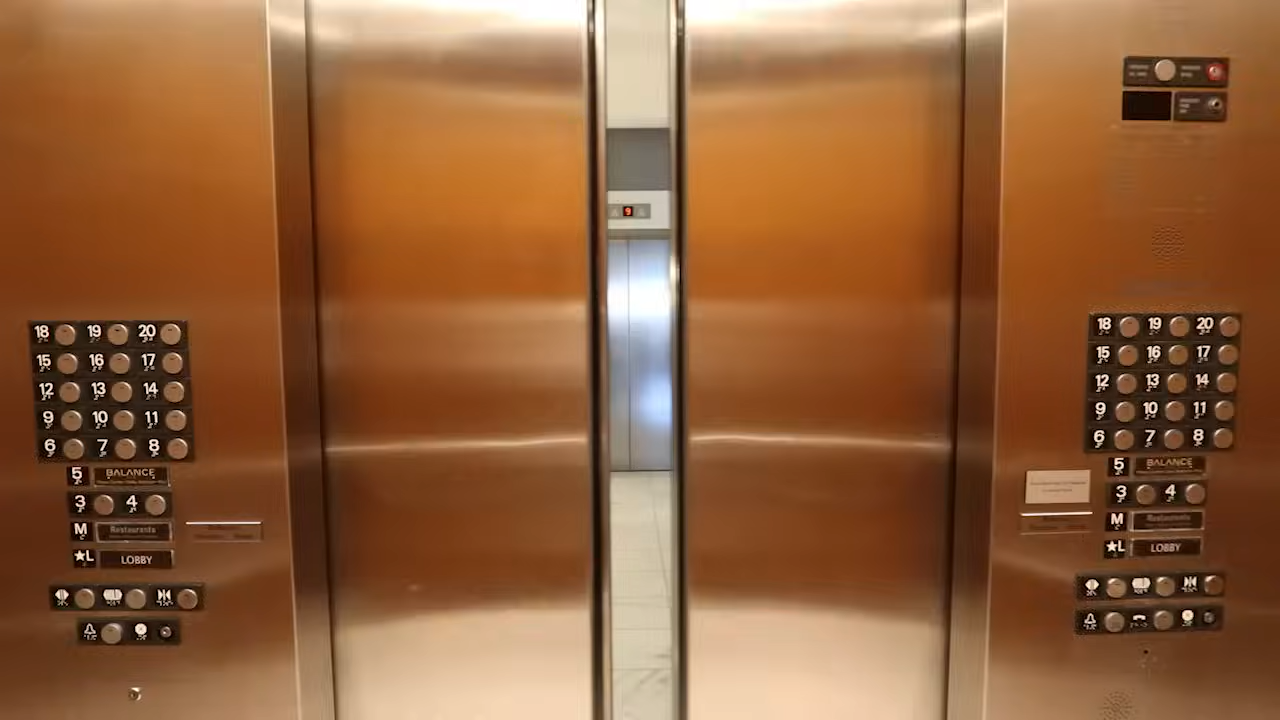 9
18 19 20
15 16 17
12 13 14
9 10 11
6 7 8
5 BALANCE
3 4
M Restaurants
★L LOBBY
18 19 20
15 16 17
12 13 14
9 10 11
6 7 8
5 BALANCE
3 4
M Restaurants
★L LOBBY